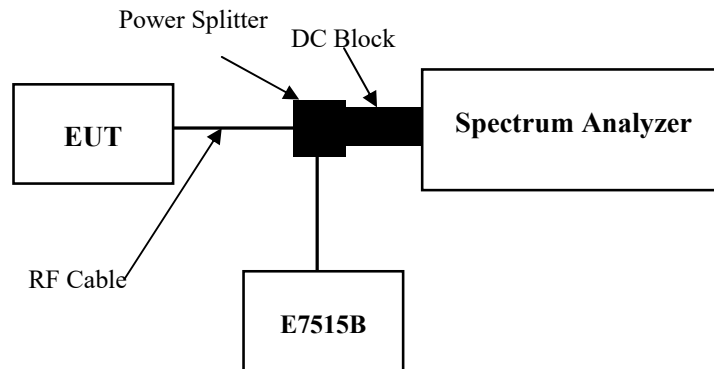 Power Splitter
DC Block
EUT
Spectrum Analyzer
RF Cable
E7515B